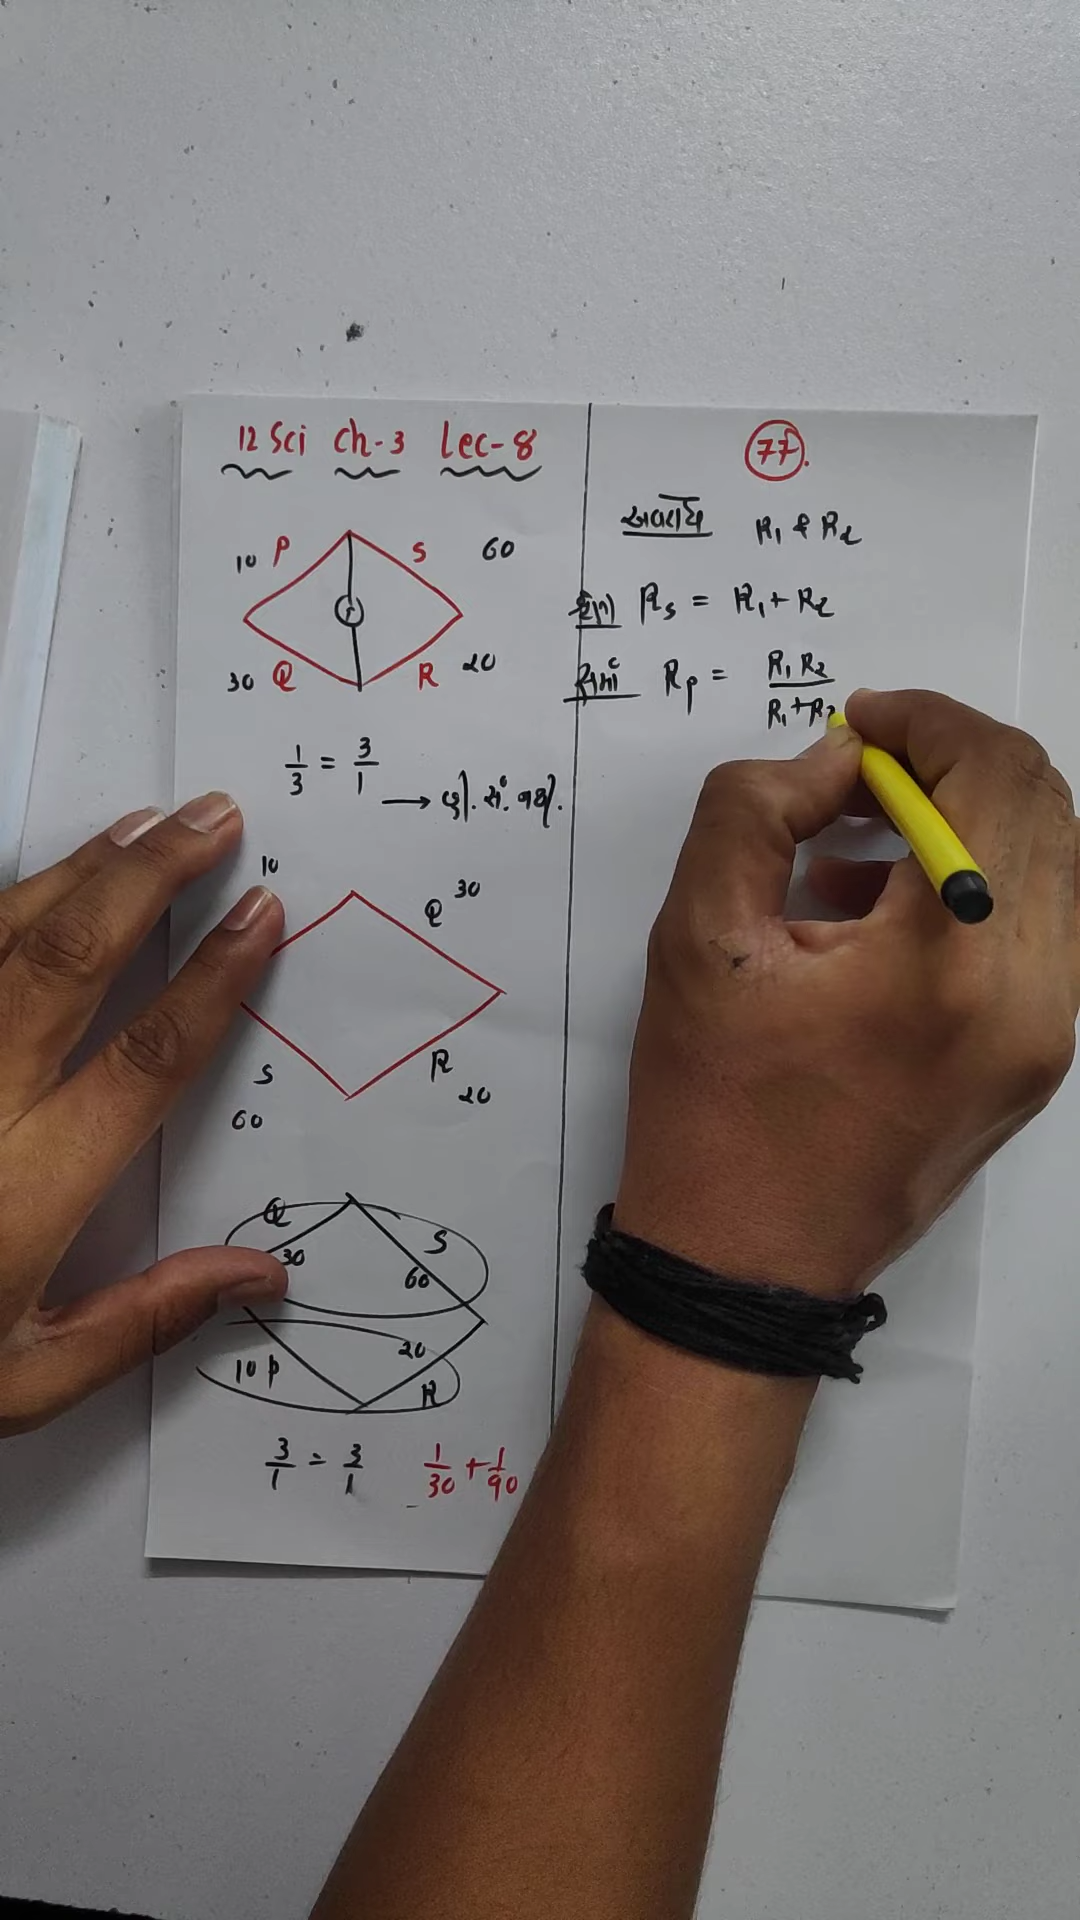 12 Sci Ch-3 Lec-8
10 P S 60
30 Q R 20
1/3 = 3/1
10
Q 30
S R
60 20
Q S
30 60
20
10 P R
3/1 = 3/1 1/30 + 1/90
77.
અવરોધ R₁ & R₂
Rs = R₁ + R₂
Rp = R₁ R₂ / R₁ + R₂